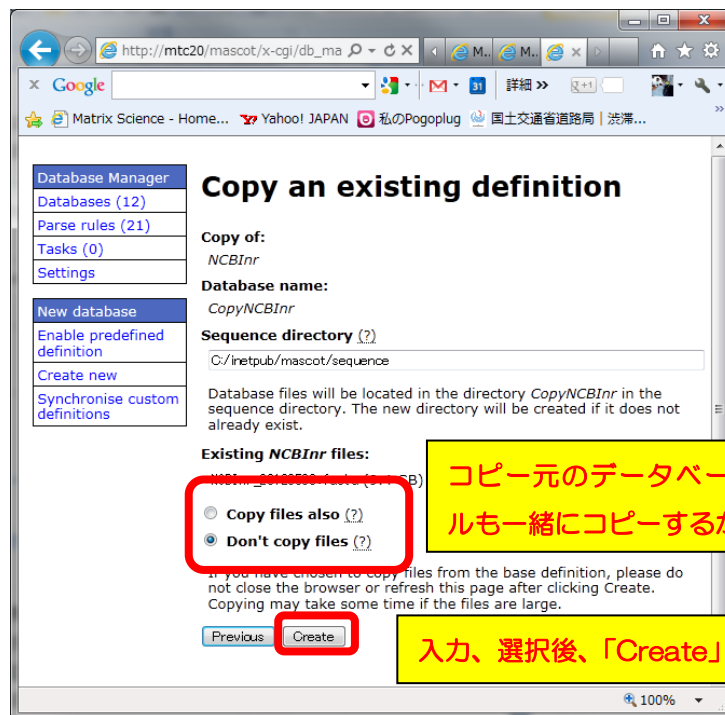 http://mtc20/mascot/x-cgi/db_ma
M..
M..
Google
31
詳細
+1
Matrix Science - Home...
Yahoo! JAPAN
私のPogoplug
国土交通省道路局 | 渋滞...
Database Manager
Databases (12)
Parse rules (21)
Tasks (0)
Settings
New database
Enable predefined
definition
Create new
Synchronise custom
definitions
Copy an existing definition
Copy of:
NCBInr
Database name:
CopyNCBInr
Sequence directory (?)
C:/inetpub/mascot/sequence
Database files will be located in the directory CopyNCBInr in the
sequence directory. The new directory will be created if it does not
already exist.
Existing NCBInr files:
コピー元のデータベー
ルも一緒にコピーするか
Copy files also (?)
Don't copy files (?)
If you have chosen to copy files from the base definition, please do
not close the browser or refresh this page after clicking Create.
Copying may take some time if the files are large.
Previous
Create
入力、選択後、「Create」
100%